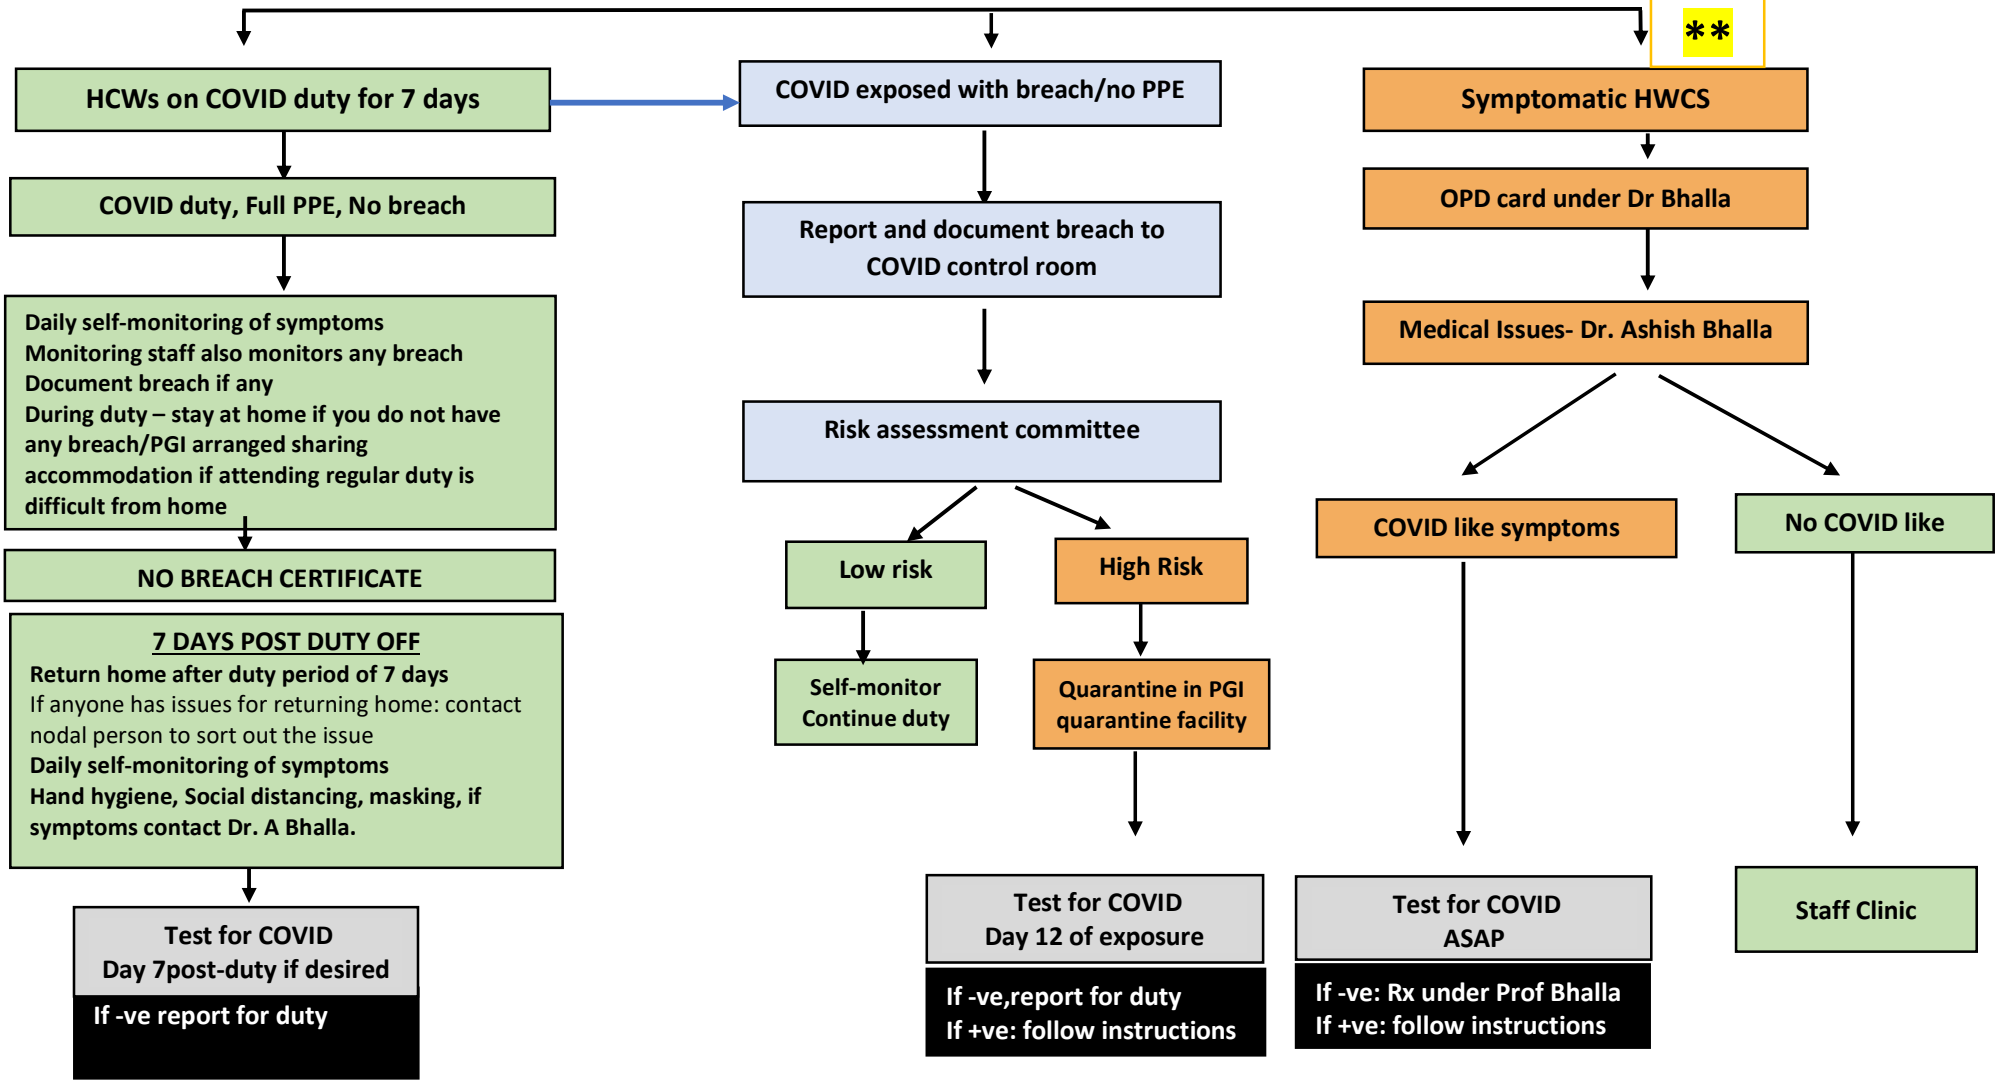 **
HCWs on COVID duty for 7 days
COVID duty, Full PPE, No breach
Daily self-monitoring of symptoms
Monitoring staff also monitors any breach
Document breach if any
During duty – stay at home if you do not have
any breach/PGI arranged sharing
accommodation if attending regular duty is
difficult from home
NO BREACH CERTIFICATE
7 DAYS POST DUTY OFF
Return home after duty period of 7 days
If anyone has issues for returning home: contact
nodal person to sort out the issue
Daily self-monitoring of symptoms
Hand hygiene, Social distancing, masking, if
symptoms contact Dr. A Bhalla.
Test for COVID
Day 7post-duty if desired
If -ve report for duty
COVID exposed with breach/no PPE
Report and document breach to
COVID control room
Risk assessment committee
Low risk
Self-monitor
Continue duty
High Risk
Quarantine in PGI
quarantine facility
Test for COVID
Day 12 of exposure
If -ve,report for duty
If +ve: follow instructions
Symptomatic HWCS
OPD card under Dr Bhalla
Medical Issues- Dr. Ashish Bhalla
COVID like symptoms
Test for COVID
ASAP
If -ve: Rx under Prof Bhalla
If +ve: follow instructions
No COVID like
Staff Clinic